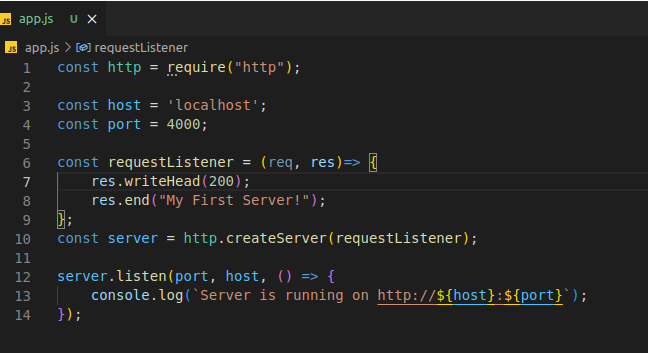 JS app.js U ×
JS app.js > requestListener
1 const http = require("http");
2
3 const host = 'localhost';
4 const port = 4000;
5
6 const requestListener = (req, res)=> {
7     res.writeHead(200);
8     res.end("My First Server!");
9 };
10 const server = http.createServer(requestListener);
11
12 server.listen(port, host, () => {
13     console.log(`Server is running on http://${host}:${port}`);
14 });